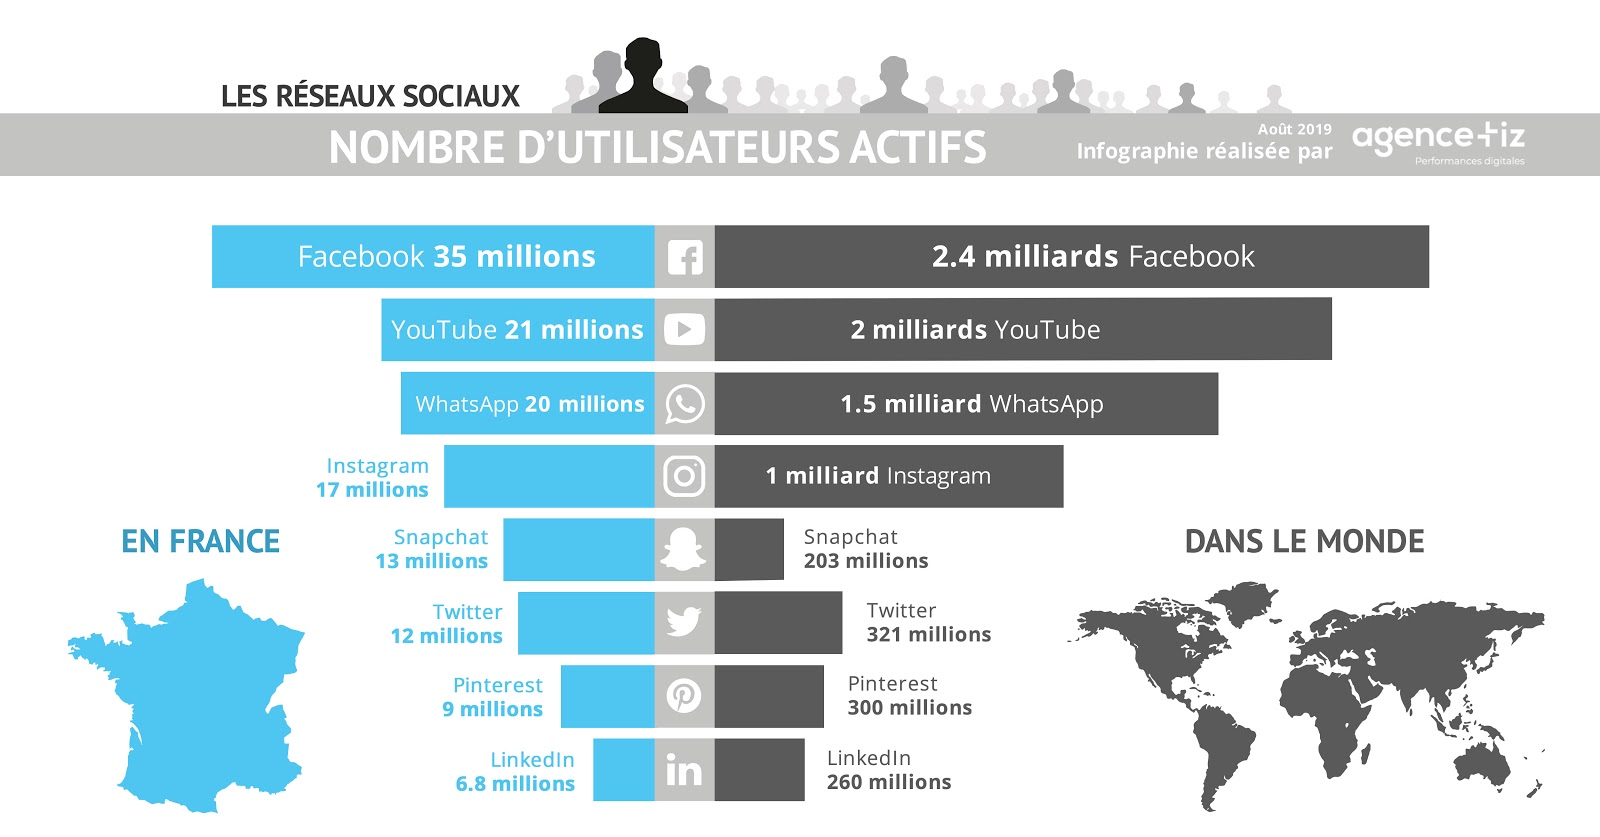 LES RÉSEAUX SOCIAUX
NOMBRE D'UTILISATEURS ACTIFS
Août 2019
Infographie réalisée par
agence tiz
Performances digitales
Facebook 35 millions
2.4 milliards Facebook
YouTube 21 millions
2 milliards YouTube
WhatsApp 20 millions
1.5 milliard WhatsApp
Instagram
17 millions
1 milliard Instagram
EN FRANCE
Snapchat
13 millions
Snapchat
203 millions
DANS LE MONDE
Twitter
12 millions
Twitter
321 millions
Pinterest
9 millions
Pinterest
300 millions
LinkedIn
6.8 millions
in
LinkedIn
260 millions